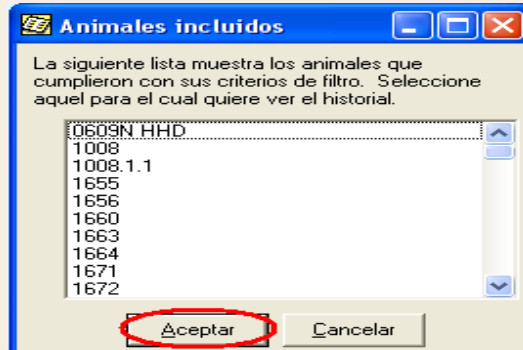 Animales incluidos
La siguiente lista muestra los animales que
cumplieron con sus criterios de filtro. Seleccione
aquel para el cual quiere ver el historial.
0609N HHD
1008
1008.1.1
1655
1656
1660
1663
1664
1671
1672
Aceptar Cancelar